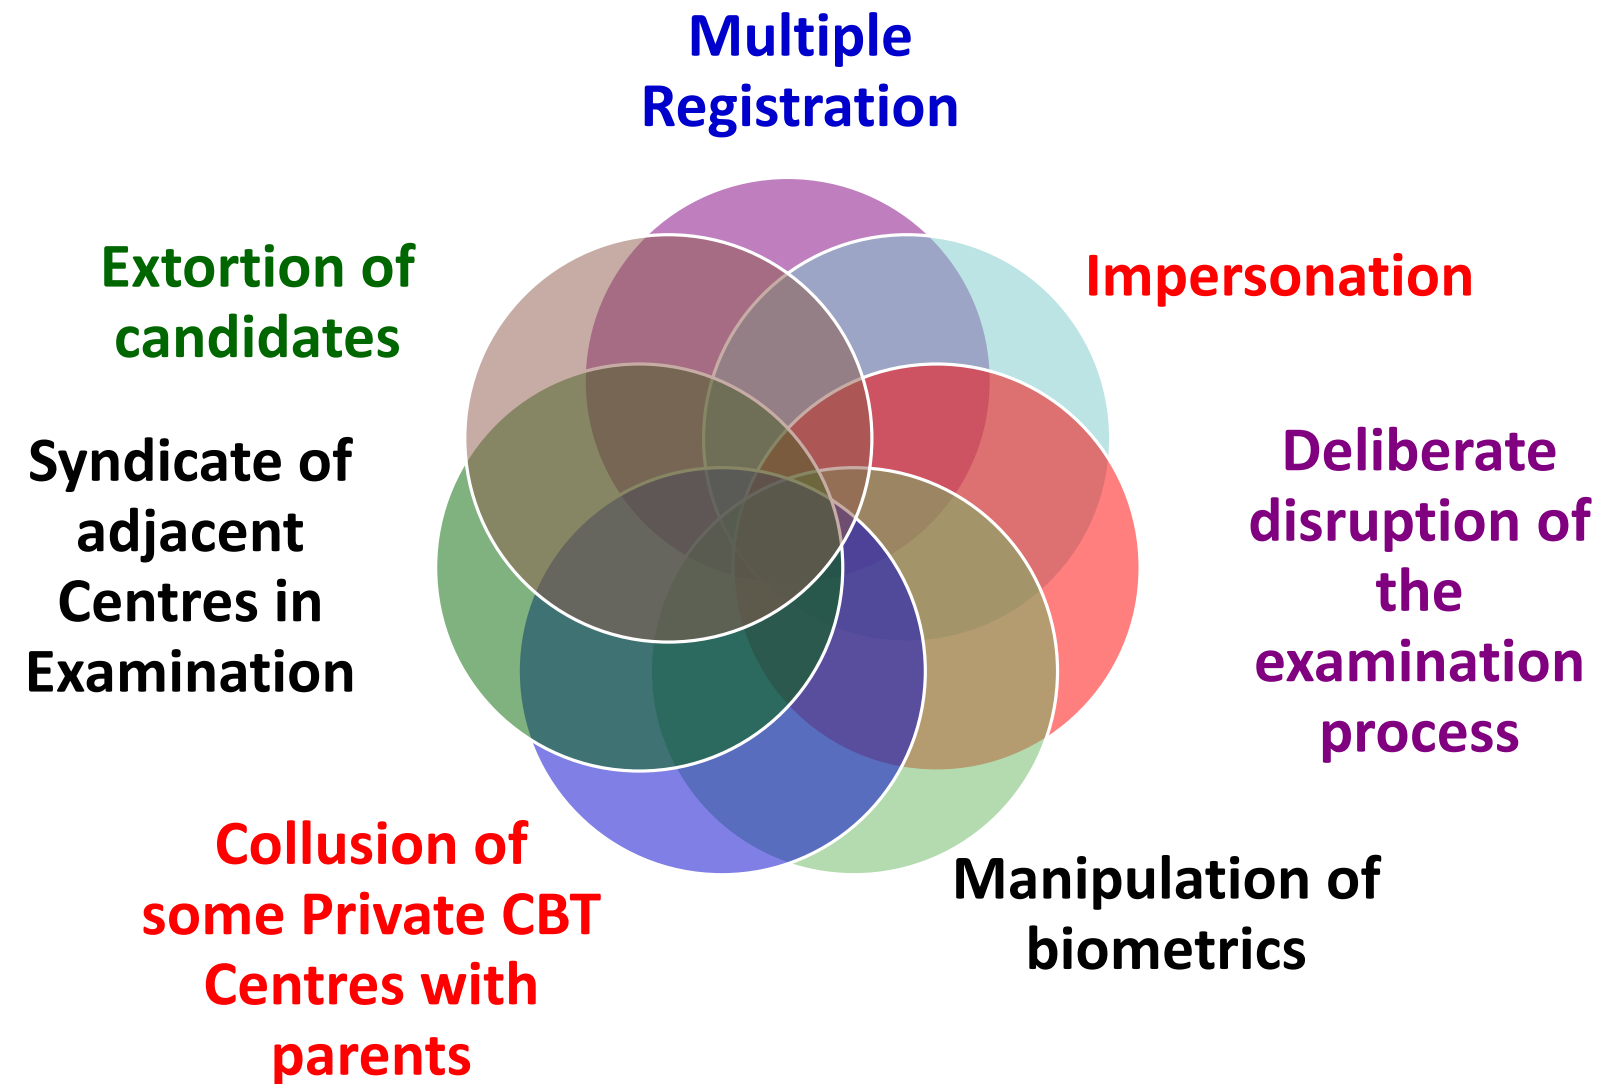 Multiple
Registration
Impersonation
Deliberate
disruption of
the
examination
process
Manipulation of
biometrics
Collusion of
some Private CBT
Centres with
parents
Syndicate of
adjacent
Centres in
Examination
Extortion of
candidates